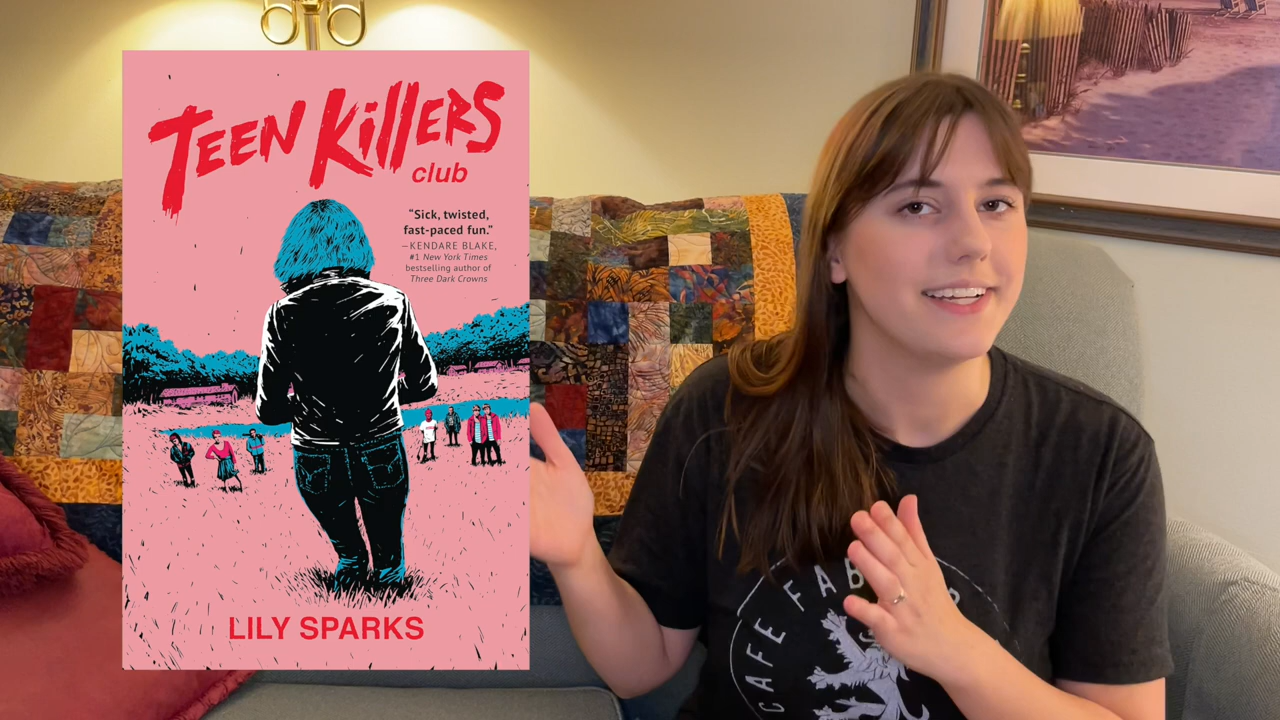 TEEN KiLLERS
club
“Sick, twisted,
fast-paced fun.”
—KENDARE BLAKE,
#1 New York Times
bestselling author of
Three Dark Crowns
LILY SPARKS
CAFE